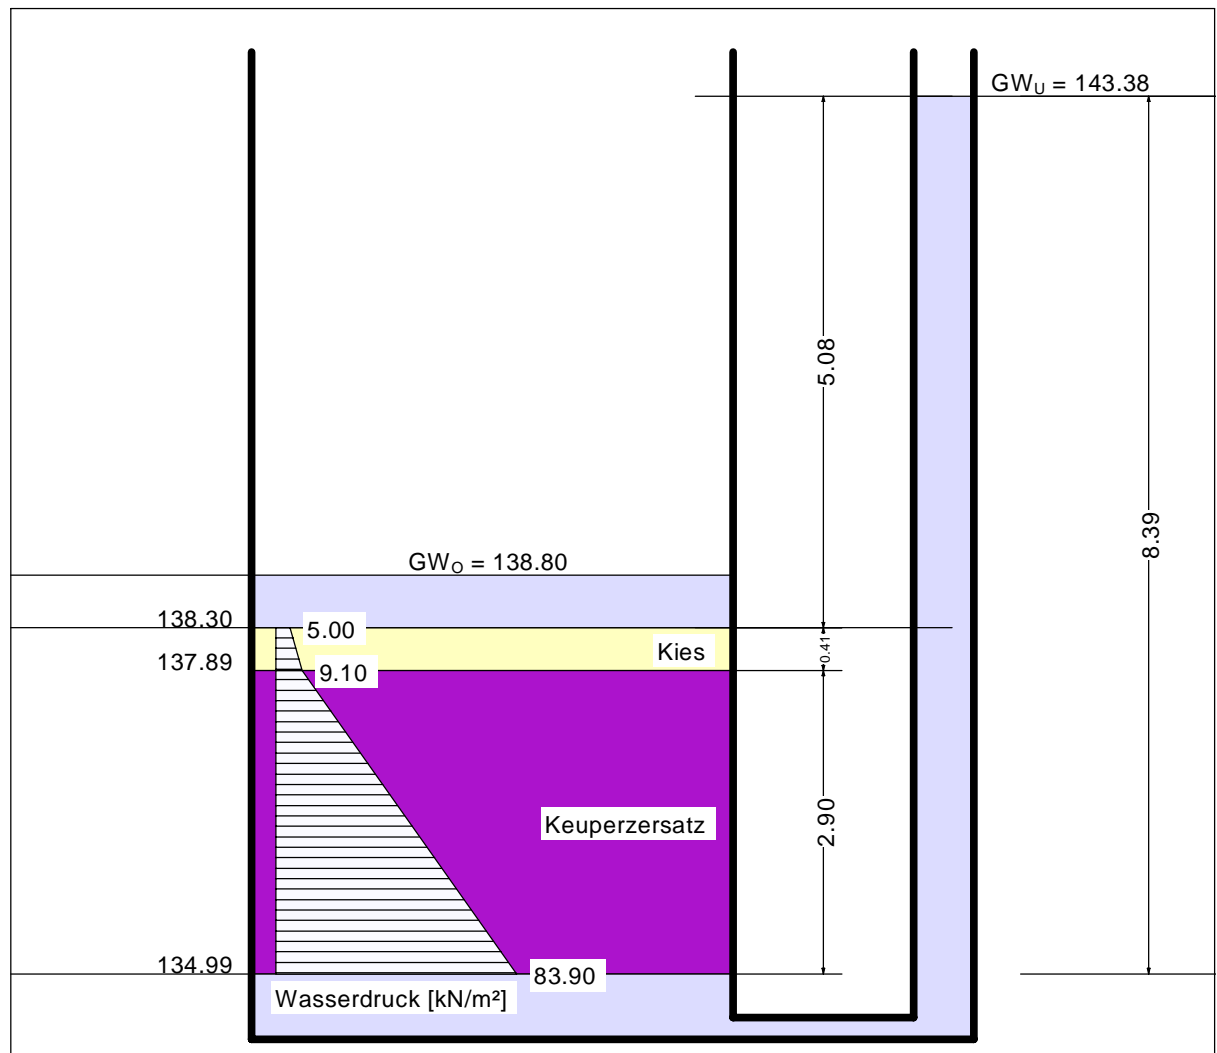 GWU = 143.38
5.08
8.39
GWO = 138.80
138.30
5.00
Kies
0.41
137.89
9.10
Keuperzersatz
2.90
134.99
83.90
Wasserdruck [kN/m²]